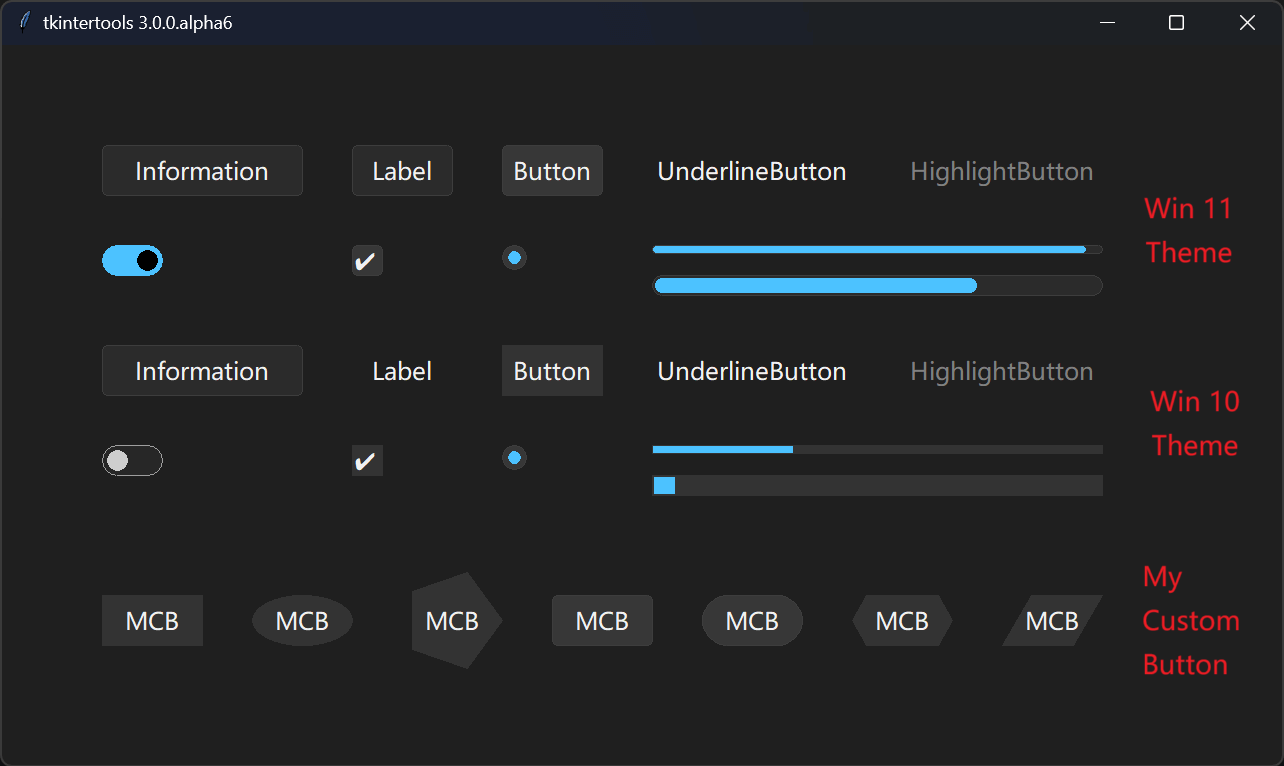 tkintertools 3.0.0.alpha6
Information Label Button UnderlineButton HighlightButton
Win 11
Theme
Information Label Button UnderlineButton HighlightButton
Win 10
Theme
MCB MCB MCB MCB MCB MCB MCB
My
Custom
Button